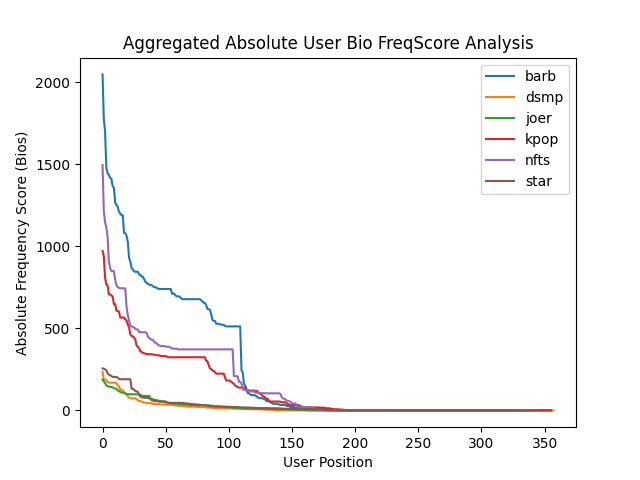 Aggregated Absolute User Bio FreqScore Analysis
barb
dsmp
joer
kpop
nfts
star
Absolute Frequency Score (Bios)
2000
1500
1000
500
0
0 50 100 150 200 250 300 350
User Position